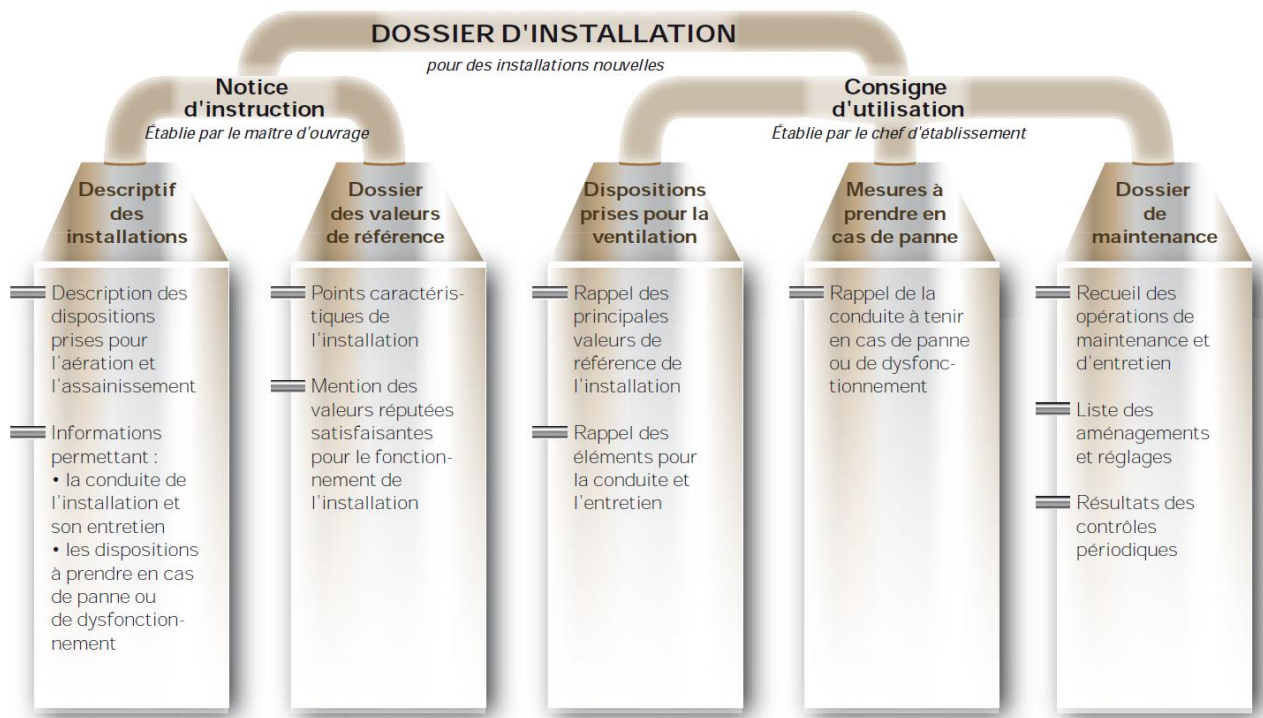 DOSSIER D'INSTALLATION
pour des installations nouvelles
Notice
d'instruction
Établie par le maître d'ouvrage
Consigne
d'utilisation
Établie par le chef d'établissement
Descriptif
des
installations
Description des
dispositions
prises pour
l'aération et
l'assainissement
Informations
permettant :
• la conduite de
l'installation et
son entretien
• les dispositions
à prendre en cas
de panne ou
de dysfonction-
nement
Dossier
des valeurs
de référence
Points caractéris-
tiques de
l'installation
Mention des
valeurs réputées
satisfaisantes
pour le fonction-
nement de
l'installation
Dispositions
prises pour la
ventilation
Rappel des
principales
valeurs de
référence de
l'installation
Rappel des
éléments pour
la conduite et
l'entretien
Mesures à
prendre en
cas de panne
Rappel de la
conduite à tenir
en cas de panne
ou de dysfonc-
tionnement
Dossier
de
maintenance
Recueil des
opérations de
maintenance et
d'entretien
Liste des
aménagements
et réglages
Résultats des
contrôles
périodiques